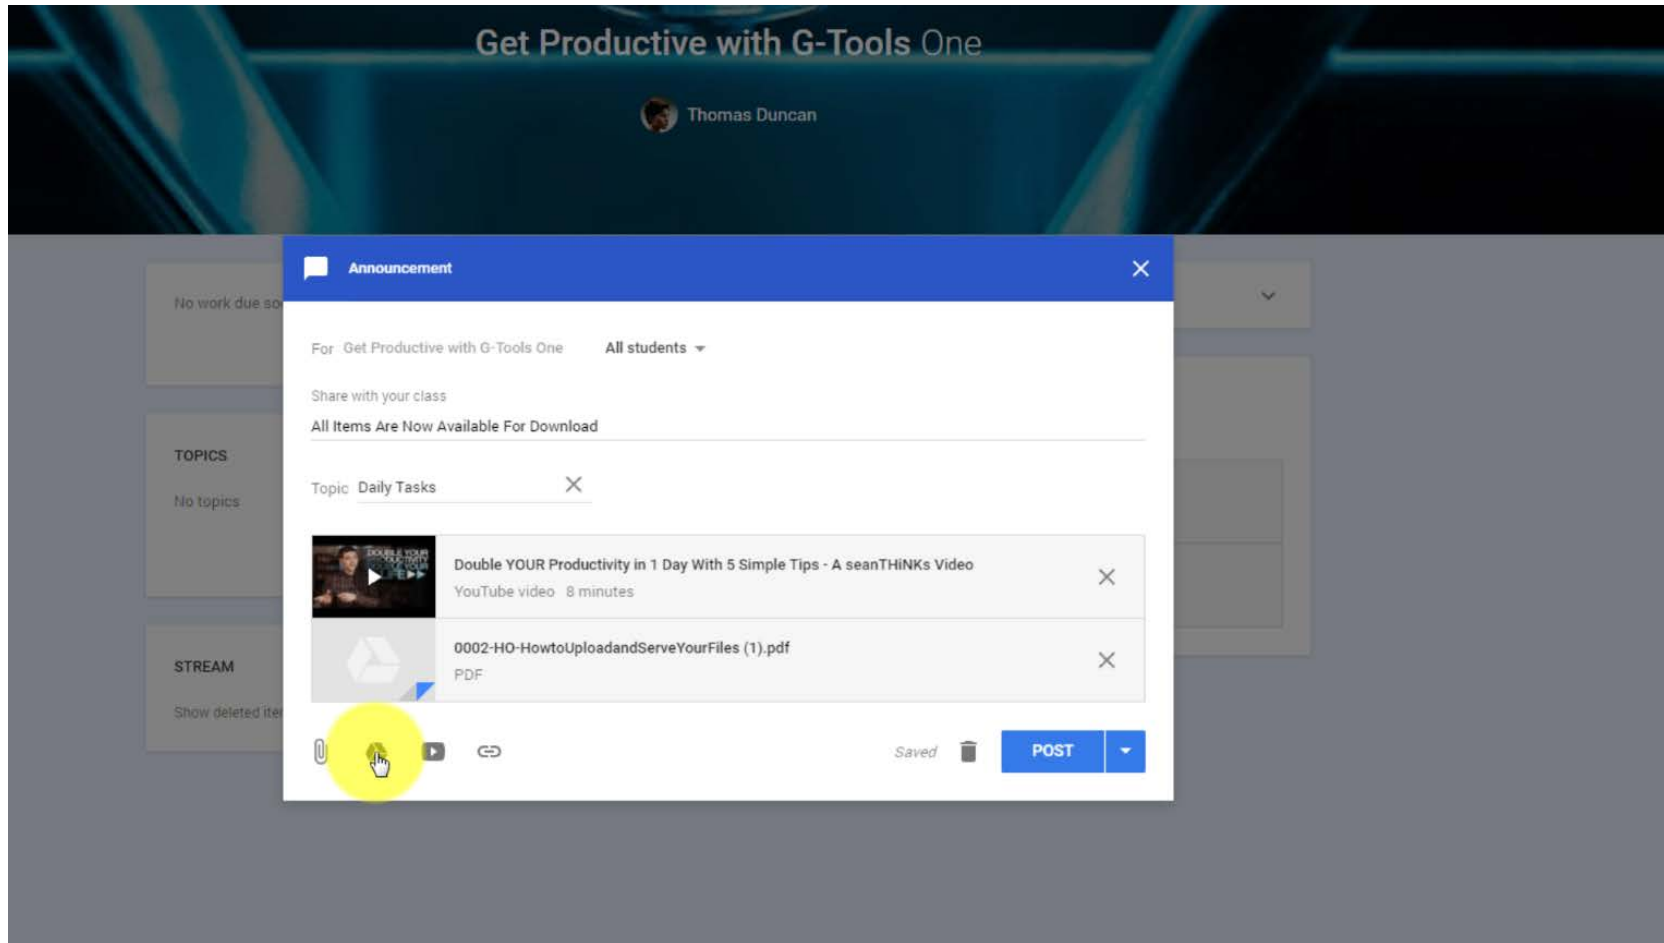 Get Productive with G-Tools One
Thomas Duncan
Announcement
No work due so
For Get Productive with G-Tools One All students
Share with your class
All Items Are Now Available For Download
TOPICS
No topics
Topic Daily Tasks
DOUBLE YOUR
PRODUCTIVITY
Double YOUR Productivity in 1 Day With 5 Simple Tips - A seanTHiNKs Video
YouTube video 8 minutes
0002-HO-HowtoUploadandServeYourFiles (1).pdf
PDF
STREAM
Show deleted ite
Saved
POST